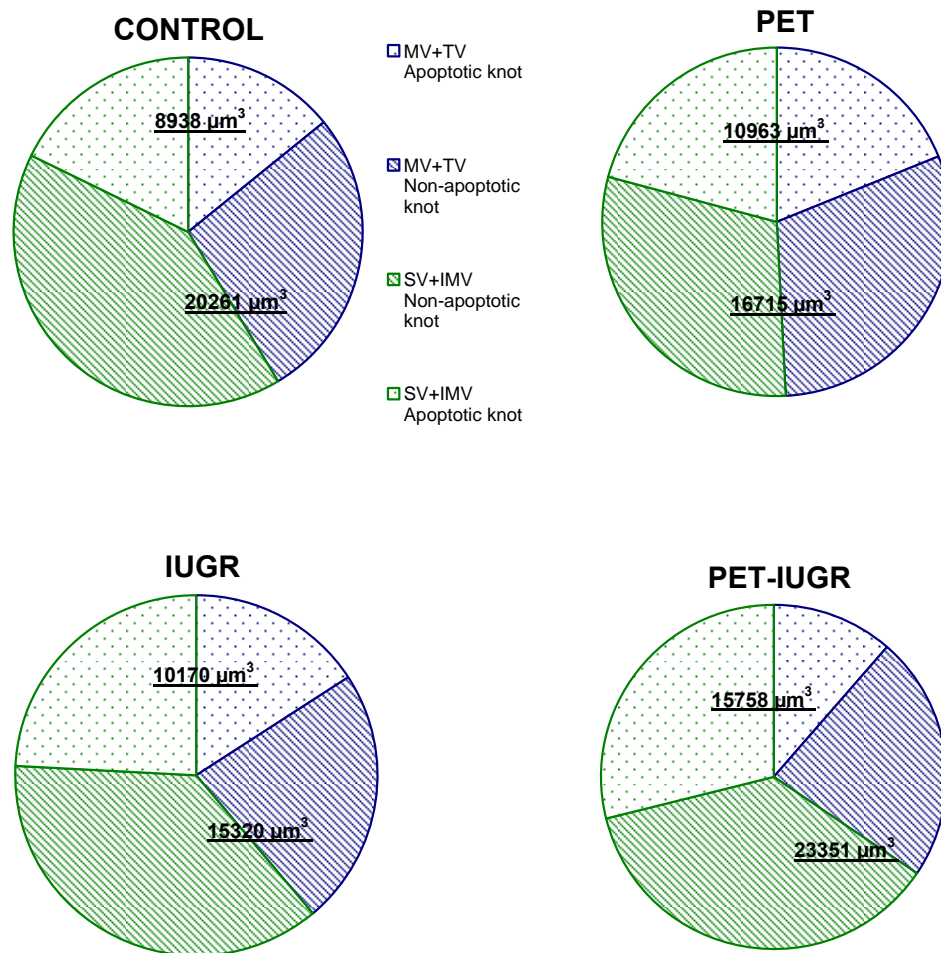 CONTROL
8938 µm³
20261 µm³
MV+TV
Apoptotic knot
MV+TV
Non-apoptotic
knot
SV+IMV
Non-apoptotic
knot
SV+IMV
Apoptotic knot
PET
10963 µm³
16715 µm³
IUGR
10170 µm³
15320 µm³
PET-IUGR
15758 µm³
23351 µm³